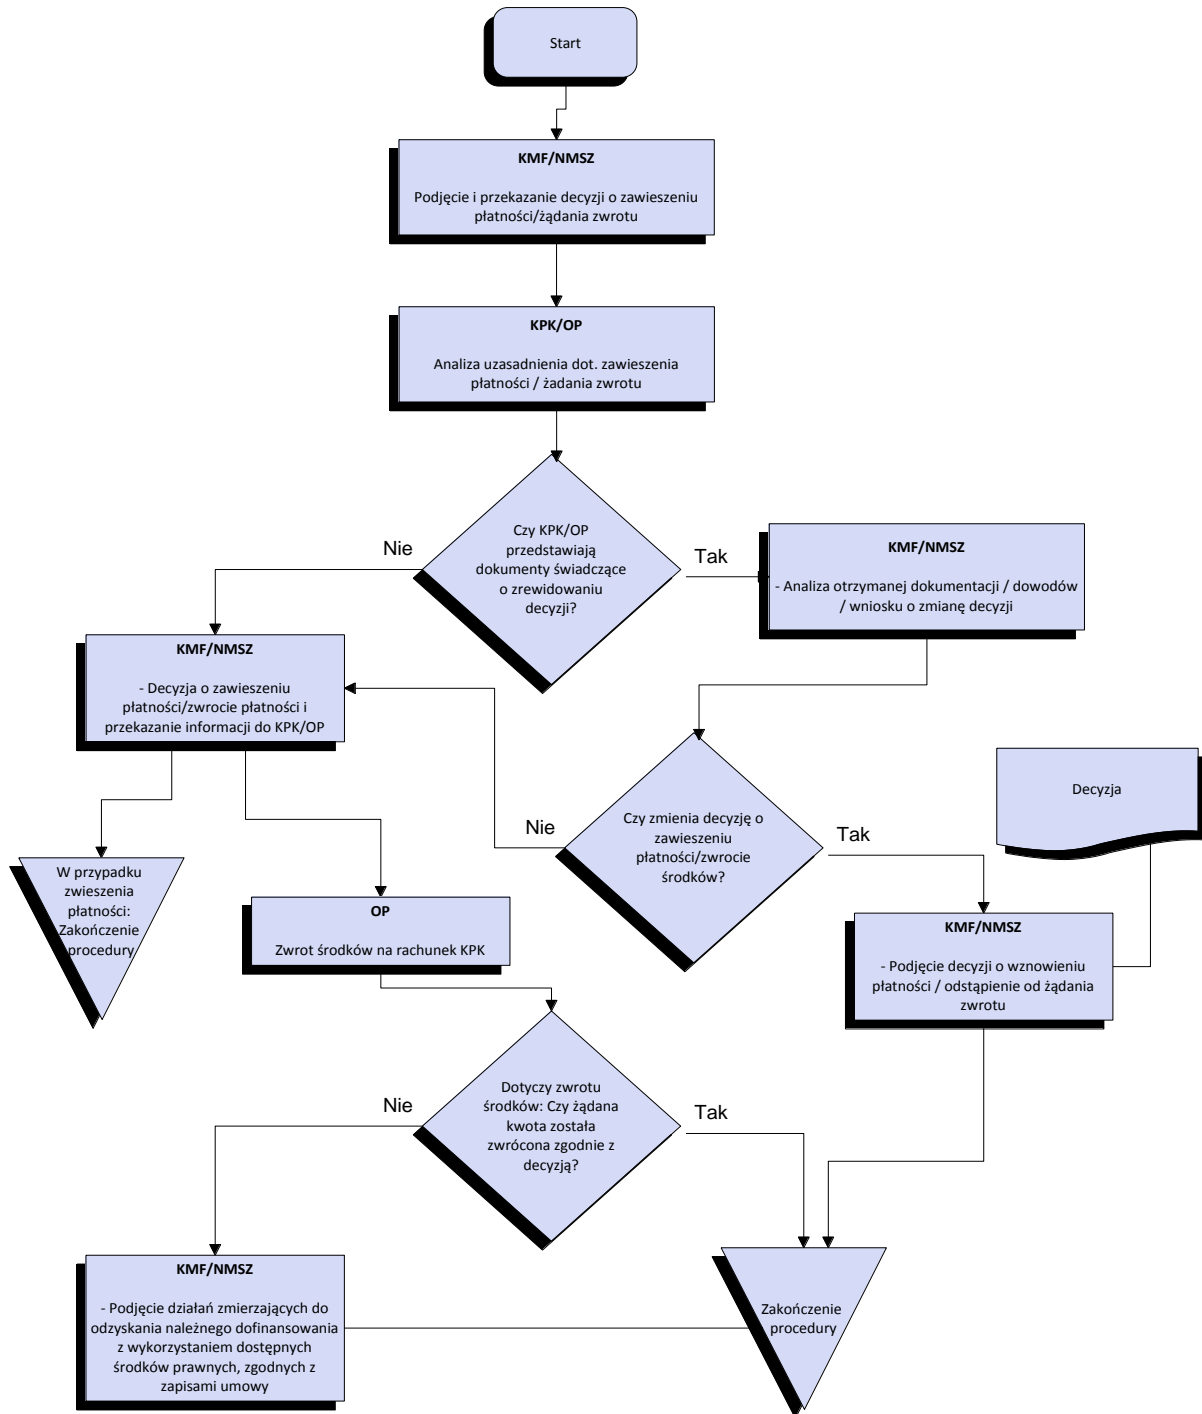 Start
KMF/NMSZ
Podjęcie i przekazanie decyzji o zawieszeniu
płatności/żądania zwrotu
KPK/OP
Analiza uzasadnienia dot. zawieszenia
płatności / żadania zwrotu
Czy KPK/OP
przedstawiają
dokumenty świadczące
o zrewidowaniu
decyzji?
Nie
Tak
KMF/NMSZ
- Analiza otrzymanej dokumentacji / dowodów
/ wniosku o zmianę decyzji
KMF/NMSZ
- Decyzja o zawieszeniu
płatności/zwrocie płatności i
przekazanie informacji do KPK/OP
Czy zmienia decyzję o
zawieszeniu
płatności/zwrocie
środków?
Nie
Tak
Decyzja
W przypadku
zwieszenia
płatności:
Zakończenie
procedury
OP
Zwrot środków na rachunek KPK
KMF/NMSZ
- Podjęcie decyzji o wznowieniu
płatności / odstąpienie od żądania
zwrotu
Dotyczy zwrotu
środków: Czy żądana
kwota została
zwrócona zgodnie z
decyzją?
Nie
Tak
KMF/NMSZ
- Podjęcie działań zmierzających do
odzyskania należnego dofinansowania
z wykorzystaniem dostępnych
środków prawnych, zgodnych z
zapisami umowy
Zakończenie
procedury